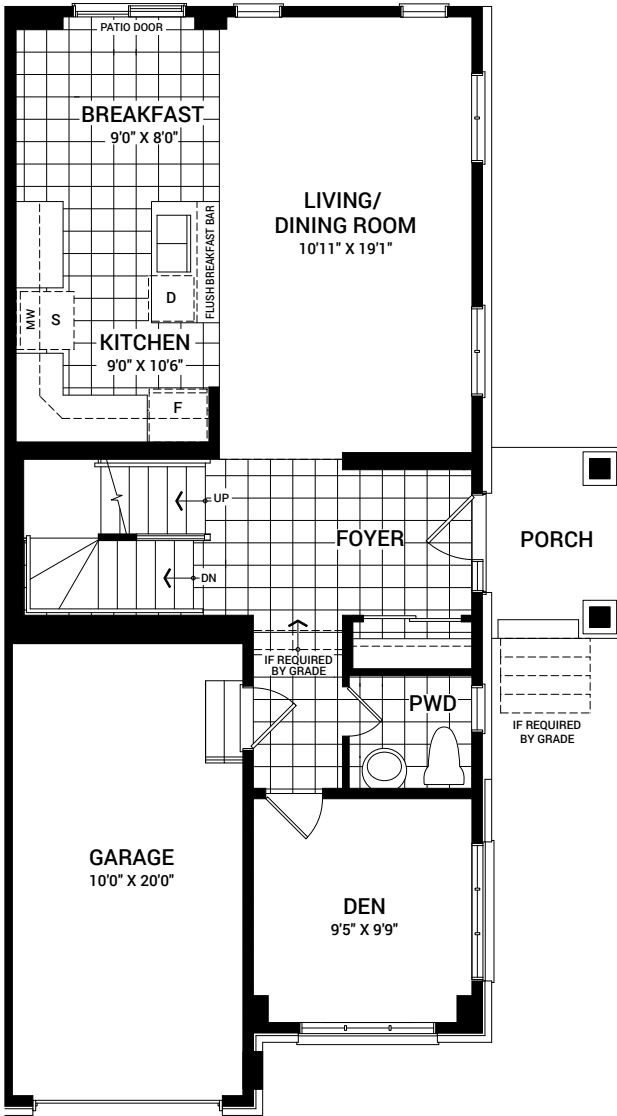 PATIO DOOR
BREAKFAST
9'0" X 8'0"
LIVING/
DINING ROOM
10'11" X 19'1"
FLUSH BREAKFAST BAR
D
MW
S
KITCHEN
9'0" X 10'6"
F
UP
FOYER
PORCH
DN
IF REQUIRED
BY GRADE
PWD
IF REQUIRED
BY GRADE
GARAGE
10'0" X 20'0"
DEN
9'5" X 9'9"